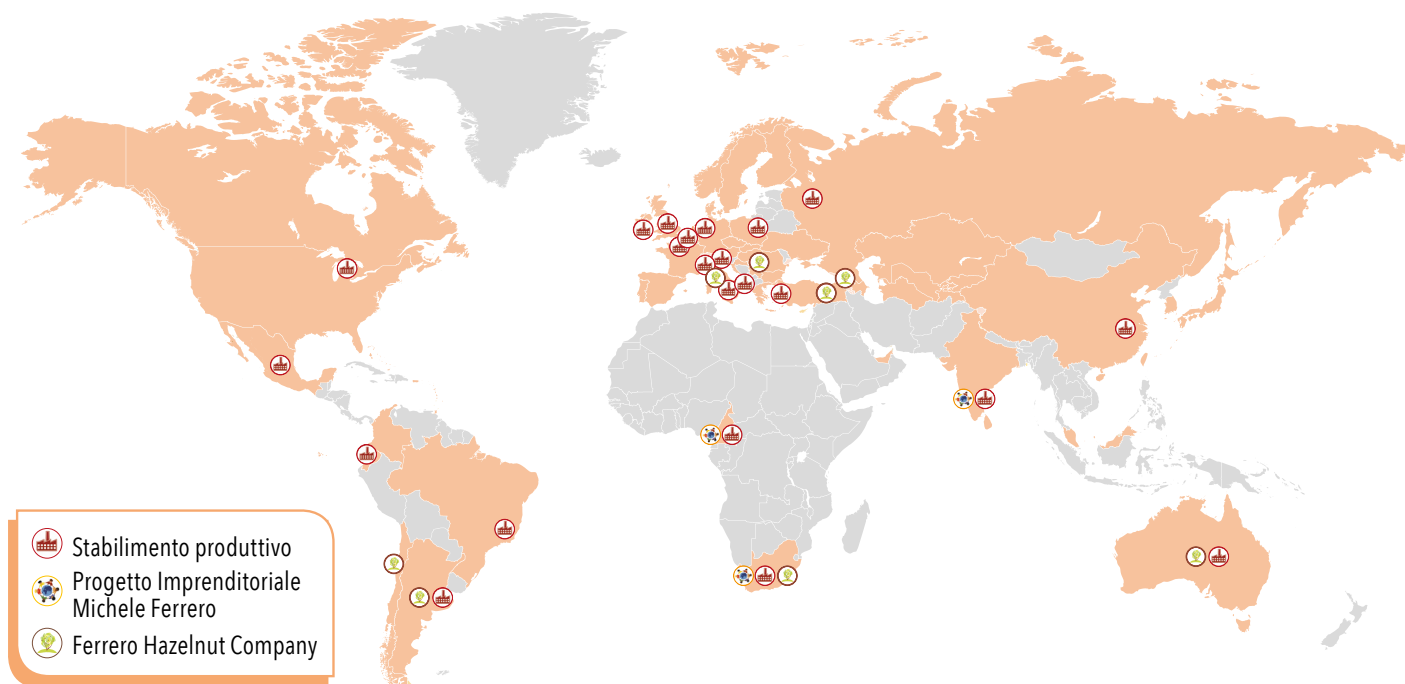 Stabilimento produttivo
Progetto Imprenditoriale
Michele Ferrero
Ferrero Hazelnut Company